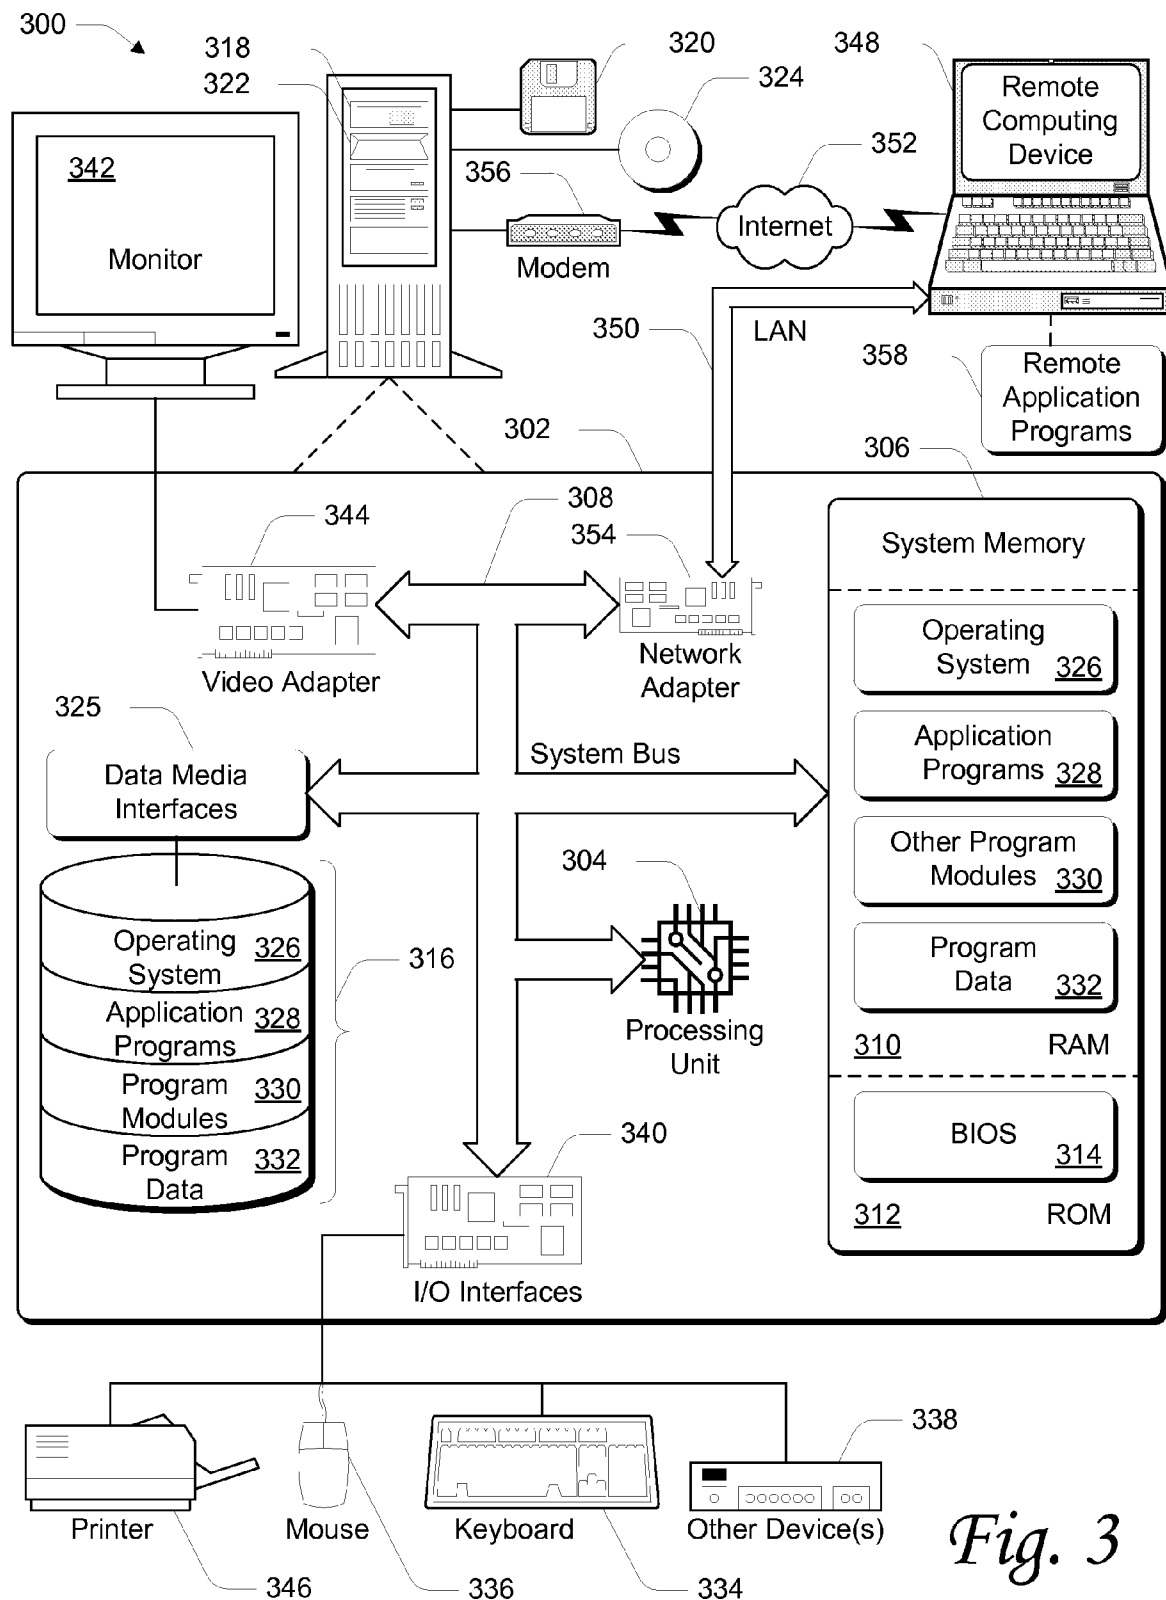 300
318
322
320
324
348
Remote
Computing
Device
342
Monitor
356
Modem
352
Internet
350
LAN
358
Remote
Application
Programs
302
306
308
344
354
System Memory
Video Adapter
Network
Adapter
Operating
System 326
325
Data Media
Interfaces
System Bus
Application
Programs 328
Other Program
Modules 330
304
Processing
Unit
Program
Data 332
310 RAM
Operating
System 326
Application
Programs 328
Program
Modules 330
Program
Data 332
316
BIOS 314
312 ROM
340
I/O Interfaces
338
Printer
Mouse
Keyboard
Other Device(s)
346
336
334
Fig. 3